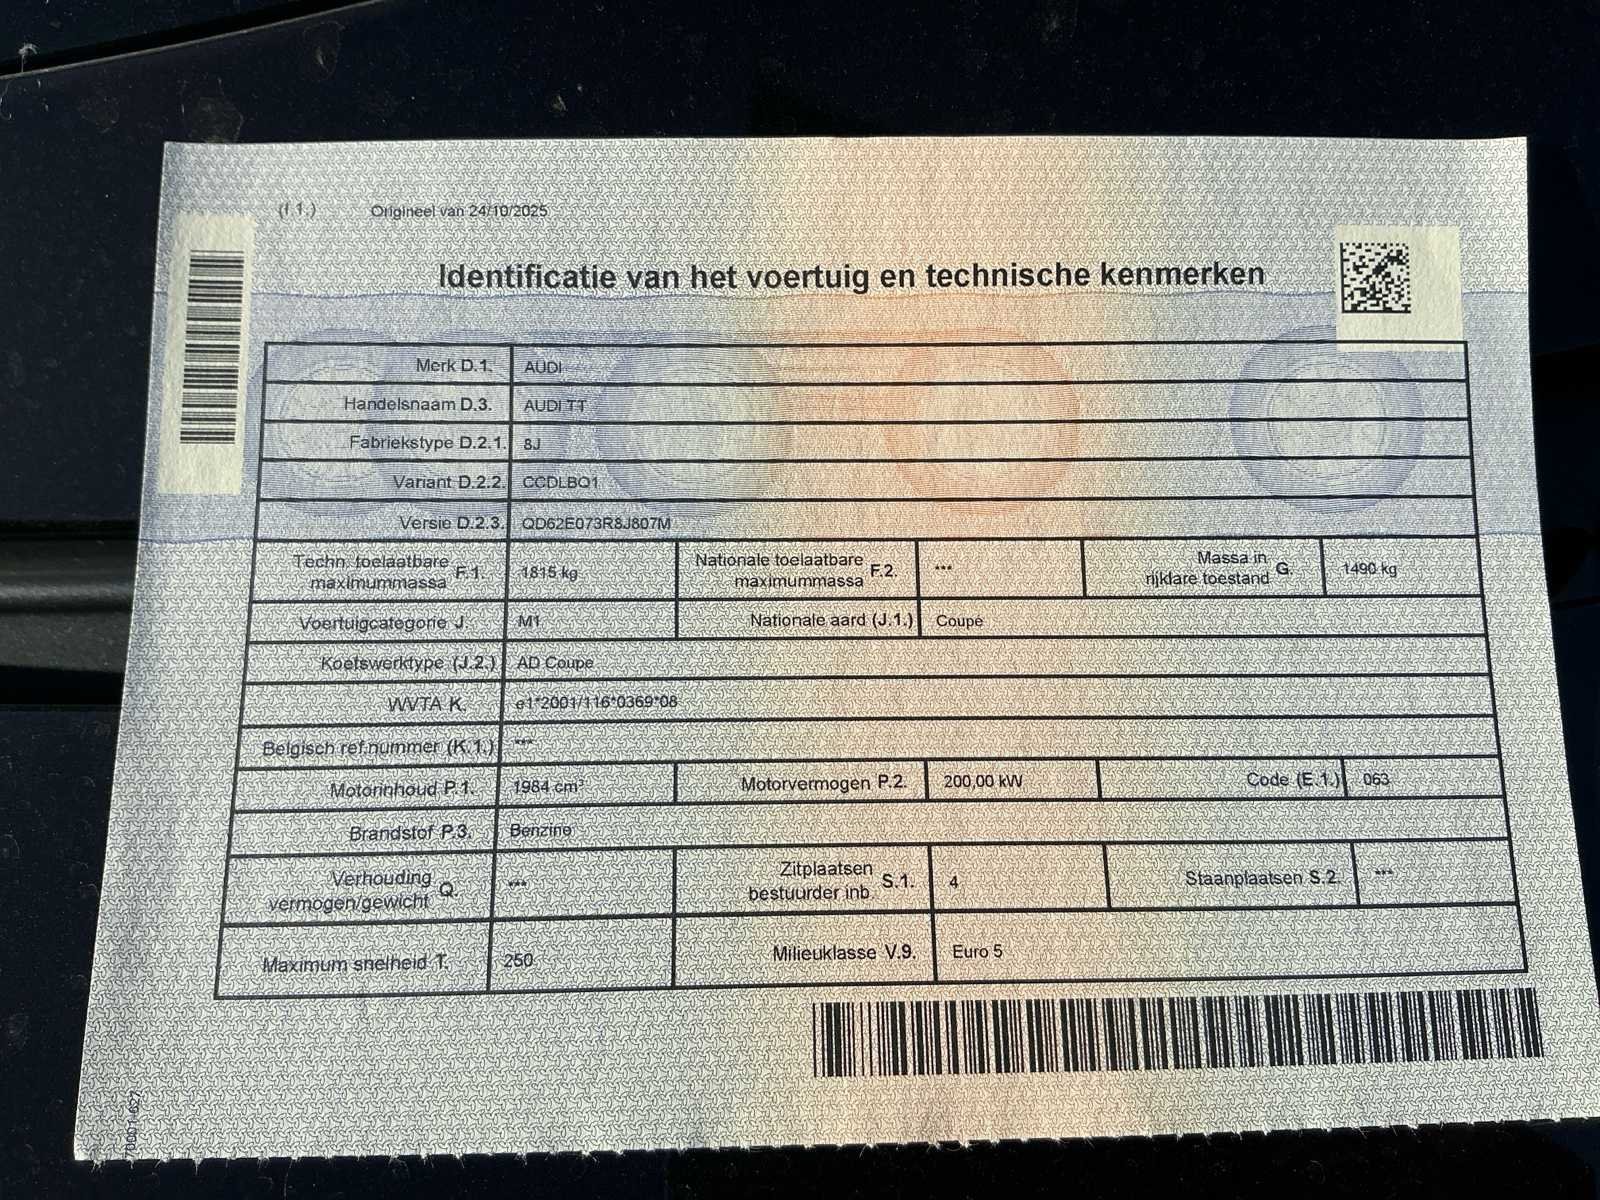 (I.1.) Origineel van 24/10/2025
Identificatie van het voertuig en technische kenmerken
Merk D.1. AUDI
Handelsnaam D.3. AUDI TT
Fabriekstype D.2.1. 8J
Variant D.2.2. CCDLBQ1
Versie D.2.3. QD62E073R8J807M
Techn. toelaatbare maximummassa F.1. 1815 kg Nationale toelaatbare maximummassa F.2. *** Massa in rijklare toestand G. 1490 kg
Voertuigcategorie J. M1 Nationale aard (J.1.) Coupe
Koetswerktype (J.2.) AD Coupe
WVTA K. e1*2001/116*0369*08
Belgisch ref.nummer (K.1.) ***
Motorinhoud P.1. 1984 cm³ Motorvermogen P.2. 200,00 kW Code (E.1.) 063
Brandstof P.3. Benzine
Verhouding vermogen/gewicht Q. *** Zitplaatsen bestuurder inb. S.1. 4 Staanplaatsen S.2. ***
Maximum snelheid T. 250 Milieuklasse V.9. Euro 5